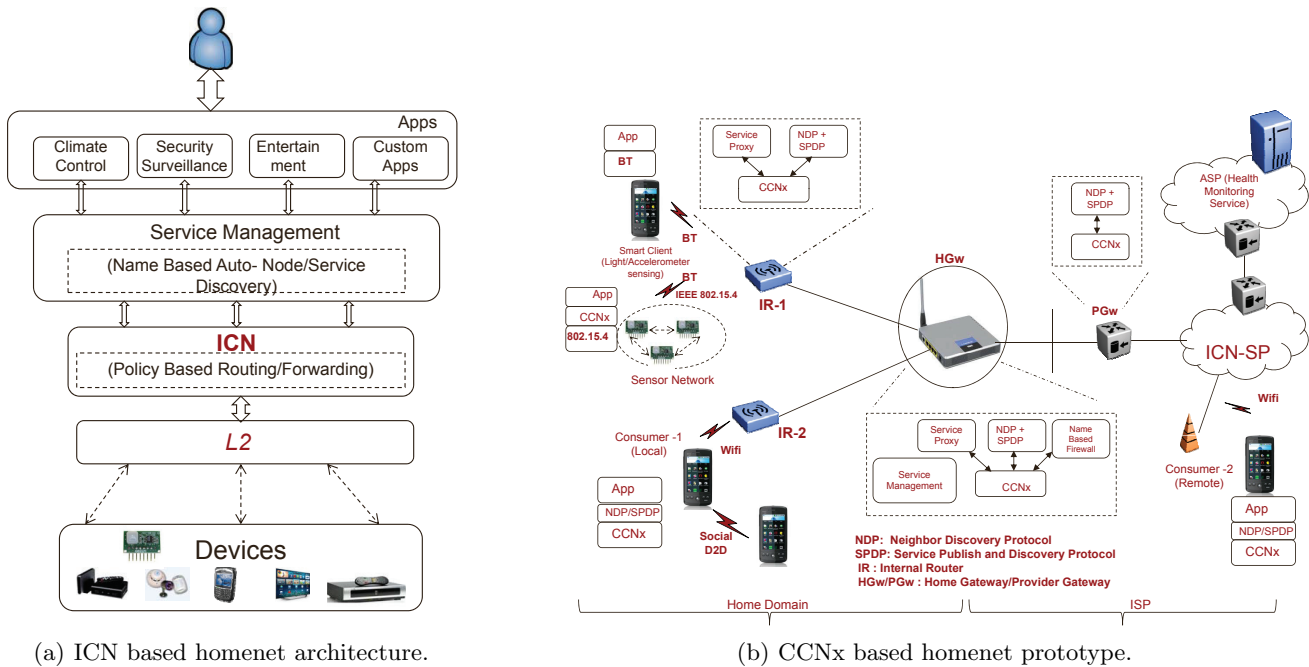 Apps
Climate
Control
Security
Surveillance
Entertain
ment
Custom
Apps
Service Management
(Name Based Auto- Node/Service
Discovery)
ICN
(Policy Based Routing/Forwarding)
L2
Devices
(a) ICN based homenet architecture.
App
BT
Service
Proxy
NDP +
SPDP
CCNx
Smart Client
(Light/Accelerometer
sensing)
BT
BT
IEEE 802.15.4
IR-1
App
CCNx
802.15.4
Sensor Network
HGw
NDP +
SPDP
CCNx
PGw
ASP (Health
Monitoring
Service)
ICN-SP
Wifi
IR-2
Consumer -1
(Local)
Wifi
App
NDP/SPDP
CCNx
Social
D2D
Service
Proxy
NDP +
SPDP
Name
Based
Firewall
Service
Management
CCNx
Consumer -2
(Remote)
App
NDP/SPDP
CCNx
NDP: Neighbor Discovery Protocol
SPDP: Service Publish and Discovery Protocol
IR : Internal Router
HGw/PGw : Home Gateway/Provider Gateway
Home Domain
ISP
(b) CCNx based homenet prototype.